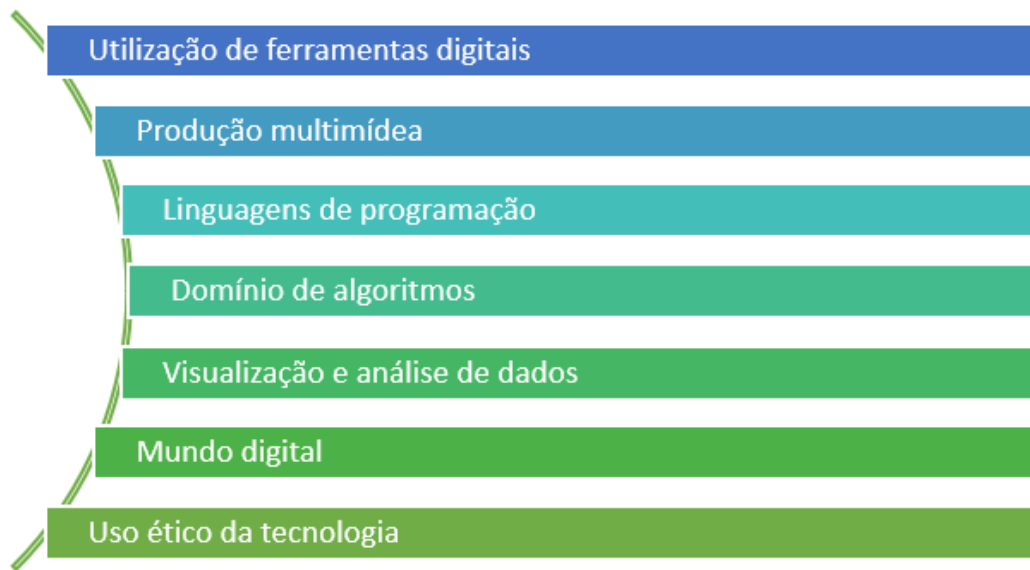 Utilização de ferramentas digitais
Produção multimídea
Linguagens de programação
Domínio de algoritmos
Visualização e análise de dados
Mundo digital
Uso ético da tecnologia